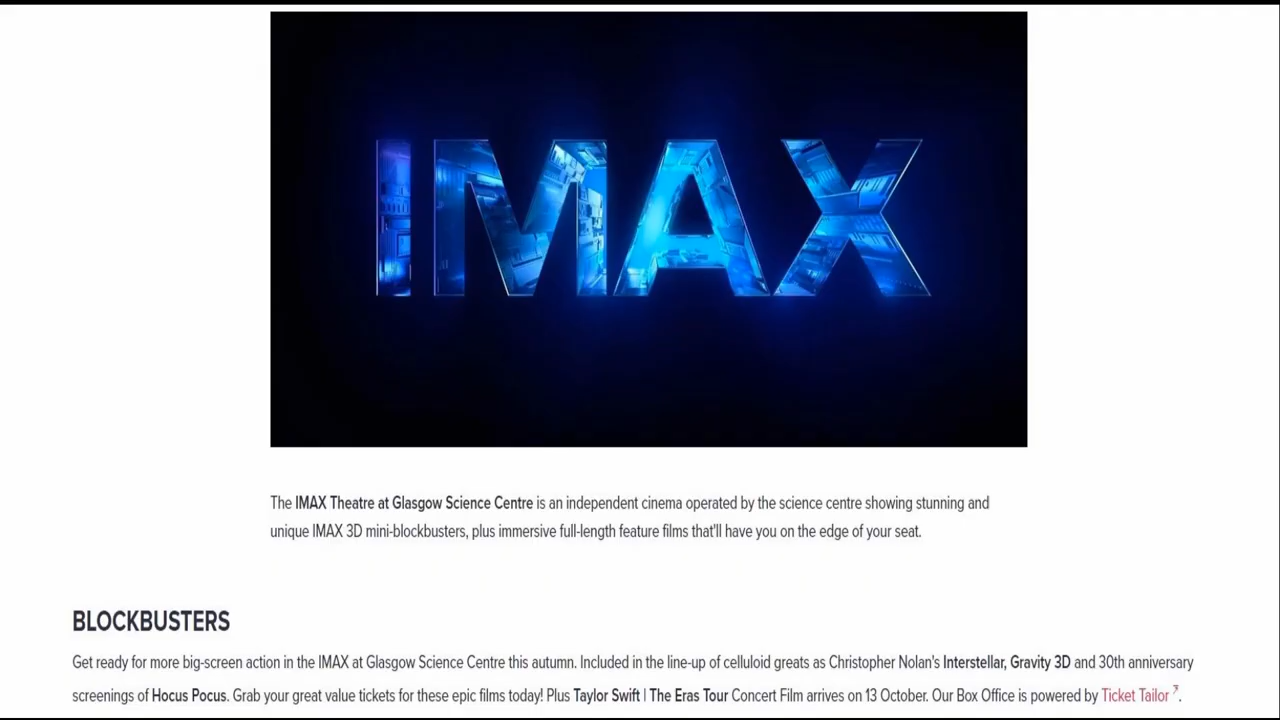 IMAX
The IMAX Theatre at Glasgow Science Centre is an independent cinema operated by the science centre showing stunning and
unique IMAX 3D mini-blockbusters, plus immersive full-length feature films that'll have you on the edge of your seat.
BLOCKBUSTERS
Get ready for more big-screen action in the IMAX at Glasgow Science Centre this autumn. Included in the line-up of celluloid greats as Christopher Nolan's Interstellar, Gravity 3D and 30th anniversary
screenings of Hocus Pocus. Grab your great value tickets for these epic films today! Plus Taylor Swift | The Eras Tour Concert Film arrives on 13 October. Our Box Office is powered by Ticket Tailor.